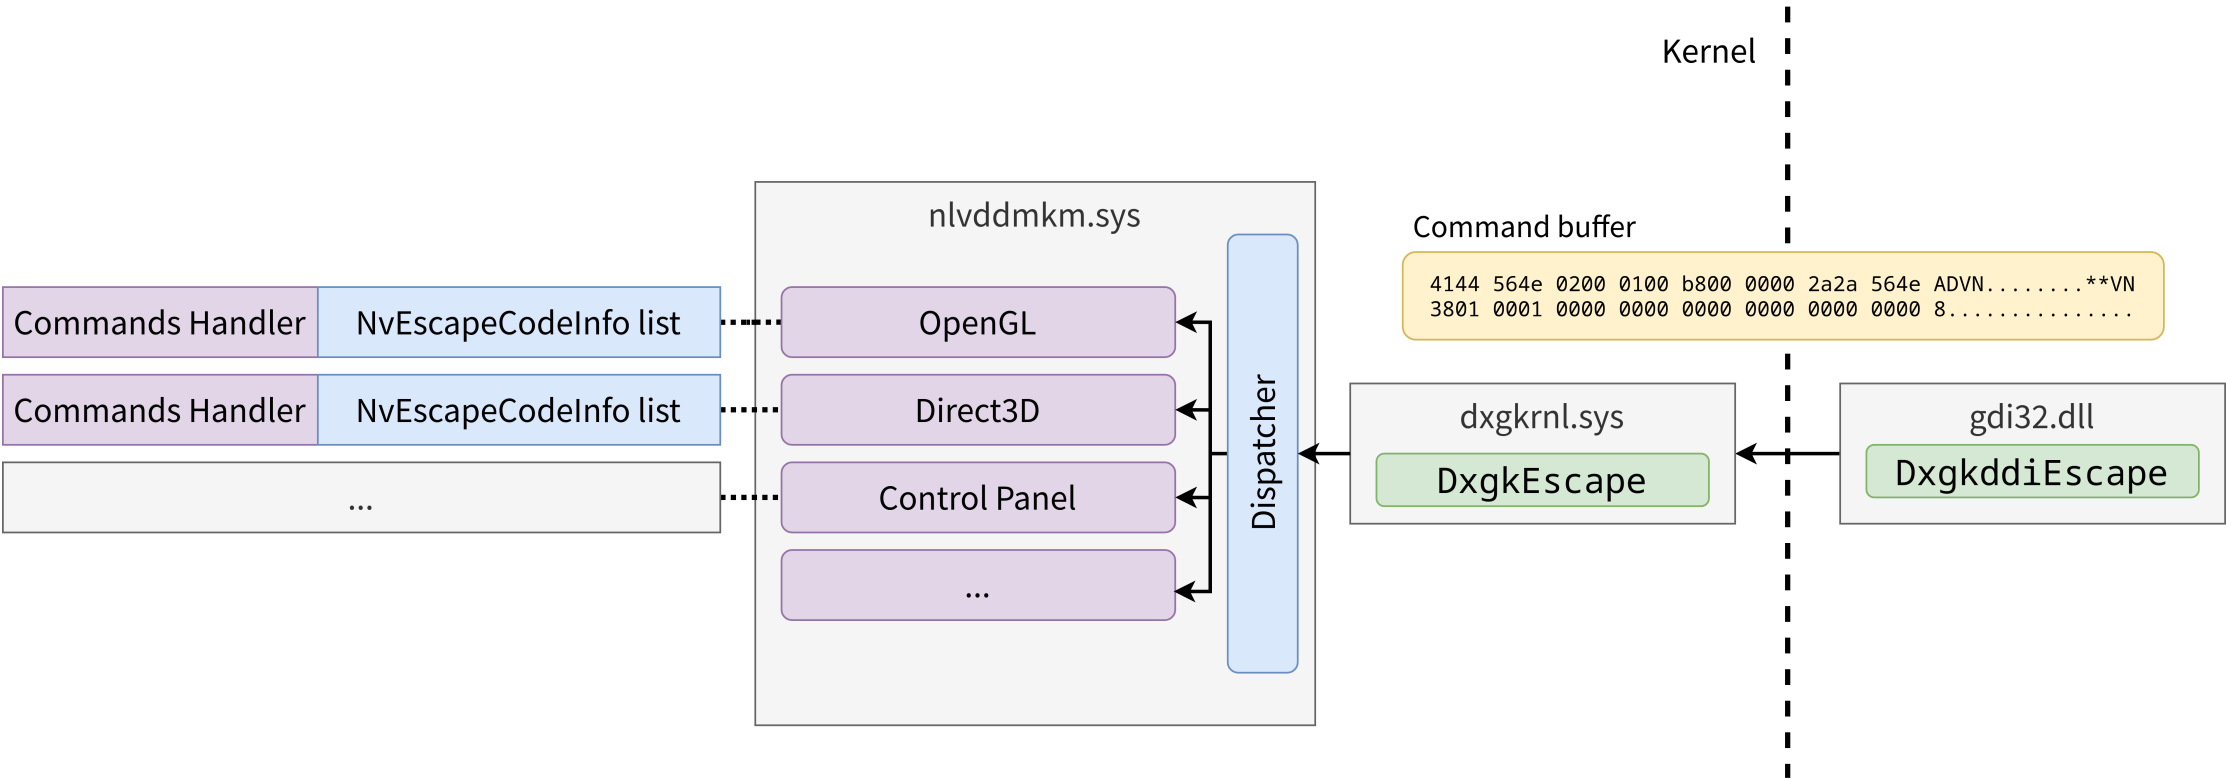 Kernel
nlvddmkm.sys
Command buffer
4144 564e 0200 0100 b800 0000 2a2a 564e ADVN........**VN
3801 0001 0000 0000 0000 0000 0000 0000 8...............
Commands Handler NvEscapeCodeInfo list
OpenGL
Commands Handler NvEscapeCodeInfo list
Direct3D
...
Control Panel
...
Dispatcher
dxgkrnl.sys
DxgkEscape
gdi32.dll
DxgkddiEscape